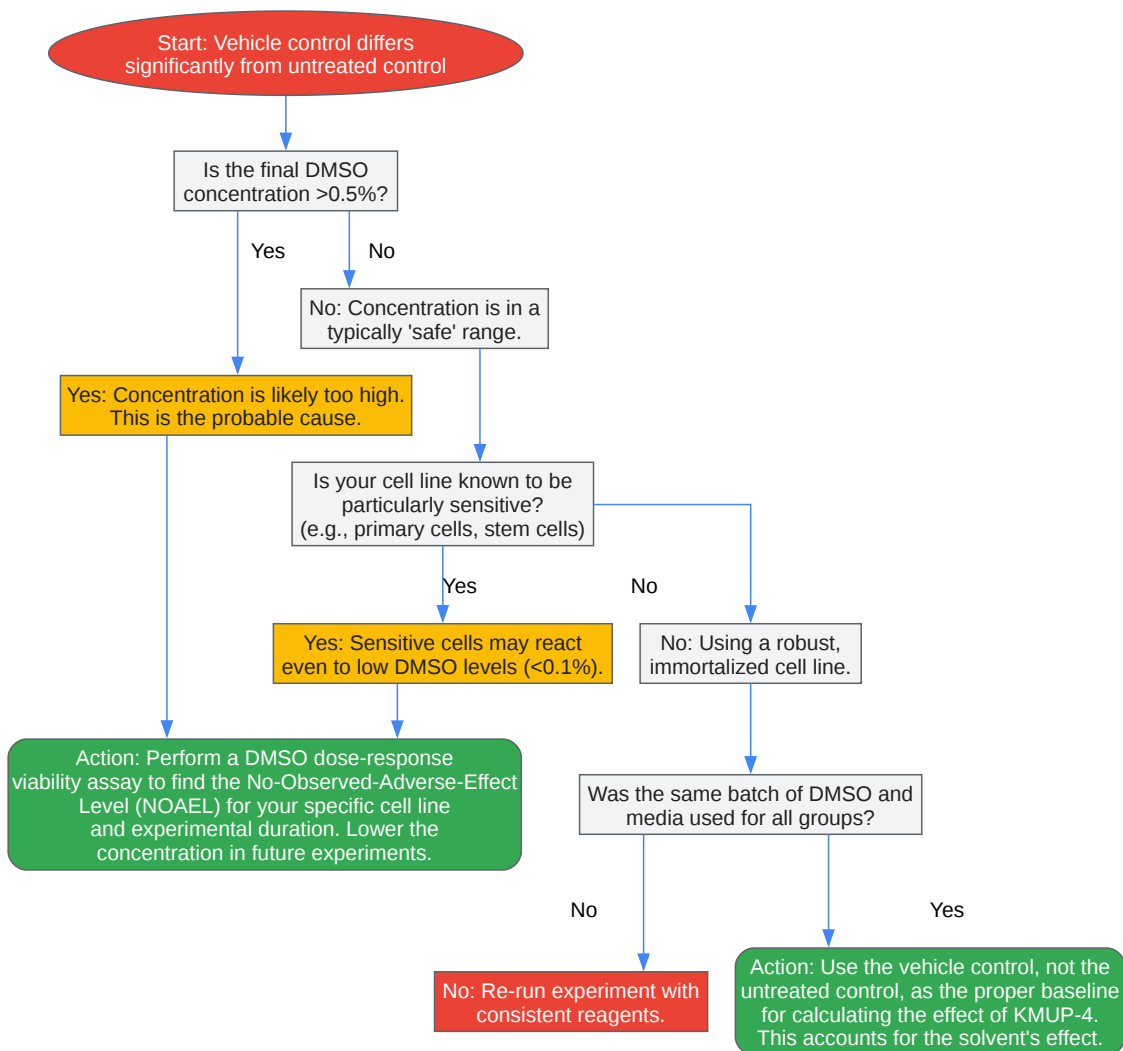 Start: Vehicle control differs
significantly from untreated control
Is the final DMSO
concentration >0.5%?
Yes
No
No: Concentration is in a
typically 'safe' range.
Yes: Concentration is likely too high.
This is the probable cause.
Is your cell line known to be
particularly sensitive?
(e.g., primary cells, stem cells)
Yes
No
Yes: Sensitive cells may react
even to low DMSO levels (<0.1%).
No: Using a robust,
immortalized cell line.
Action: Perform a DMSO dose-response
viability assay to find the No-Observed-Adverse-Effect
Level (NOAEL) for your specific cell line
and experimental duration. Lower the
concentration in future experiments.
Was the same batch of DMSO and
media used for all groups?
No
Yes
No: Re-run experiment with
consistent reagents.
Action: Use the vehicle control, not the
untreated control, as the proper baseline
for calculating the effect of KMUP-4.
This accounts for the solvent's effect.